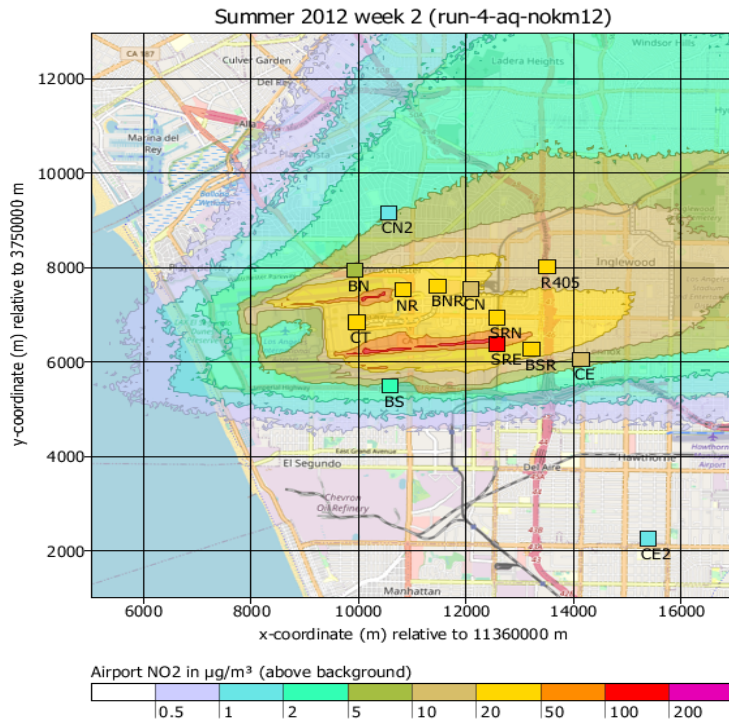 Summer 2012 week 2 (run-4-aq-nokm12)
12000
10000
8000
6000
4000
2000
y-coordinate (m) relative to 3750000 m
CA 187
Culver Garden
Del Rey
Ladera Heights
Windsor Hills
Alla
Marina del
Rey
CN2
Inglewood
BN
NR
BNR
CN
R405
CT
SRN
SRE
BSR
CE
BS
El Segundo
East Grand Avenue
Del Aire
Hawthorne
Airport
Chevron
Oil Refinery
CE2
Manhattan
6000
8000
10000
12000
14000
16000
x-coordinate (m) relative to 11360000 m
Airport NO2 in µg/m³ (above background)
0.5
1
2
5
10
20
50
100
200